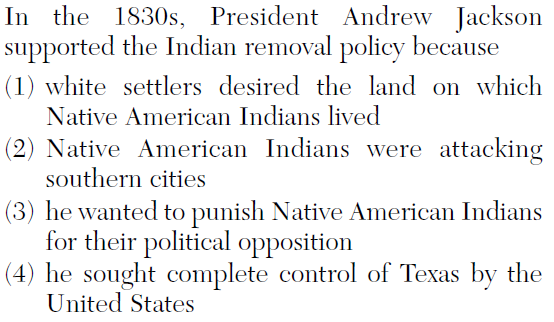 In the 1830s, President Andrew Jackson
supported the Indian removal policy because
(1) white settlers desired the land on which
Native American Indians lived
(2) Native American Indians were attacking
southern cities
(3) he wanted to punish Native American Indians
for their political opposition
(4) he sought complete control of Texas by the
United States